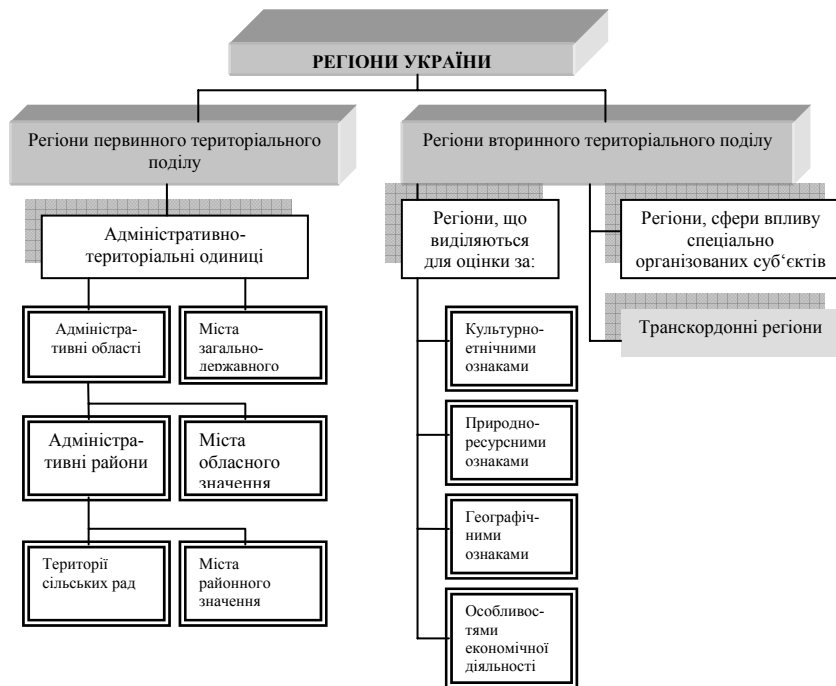 РЕГІОНИ УКРАЇНИ
Регіони первинного територіального
поділу
Регіони вторинного територіального поділу
Адміністративно-
територіальні одиниці
Регіони, що
виділяються
для оцінки за:
Регіони, сфери впливу
спеціально
організованих суб‘єктів
Адміністра-
тивні області
Міста
загально-
державного
Культурно-
етнічними
ознаками
Транскордонні регіони
Адміністра-
тивні райони
Міста
обласного
значення
Природно-
ресурсними
ознаками
Території
сільських рад
Міста
районного
значення
Географіч-
ними
ознаками
Особливос-
тями
економічної
діяльності